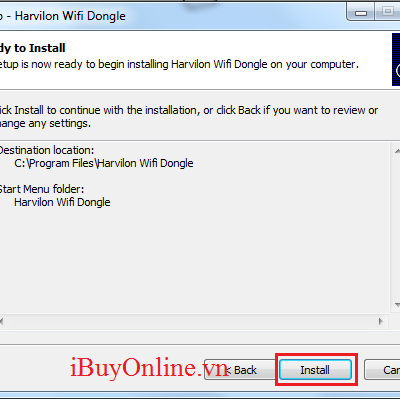 p - Harvilon Wifi Dongle
dy to Install
etup is now ready to begin installing Harvilon Wifi Dongle on your computer.
ick Install to continue with the installation, or click Back if you want to review or
hange any settings.
Destination location:
C:\Program Files\Harvilon Wifi Dongle
Start Menu folder:
Harvilon Wifi Dongle
iBuyOnline.vn
< Back
Install
Can